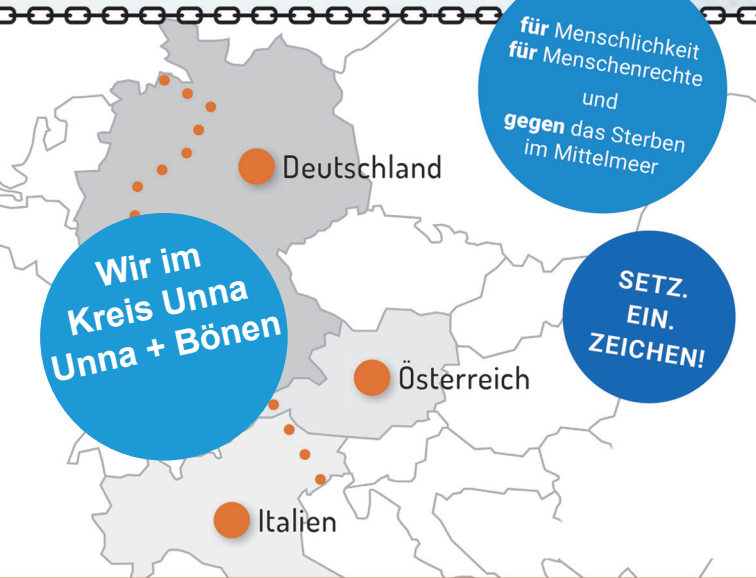 für Menschlichkeit
für Menschenrechte
und
gegen das Sterben
im Mittelmeer
Deutschland
Wir im
Kreis Unna
Unna + Bönen
SETZ.
EIN.
ZEICHEN!
Österreich
Italien